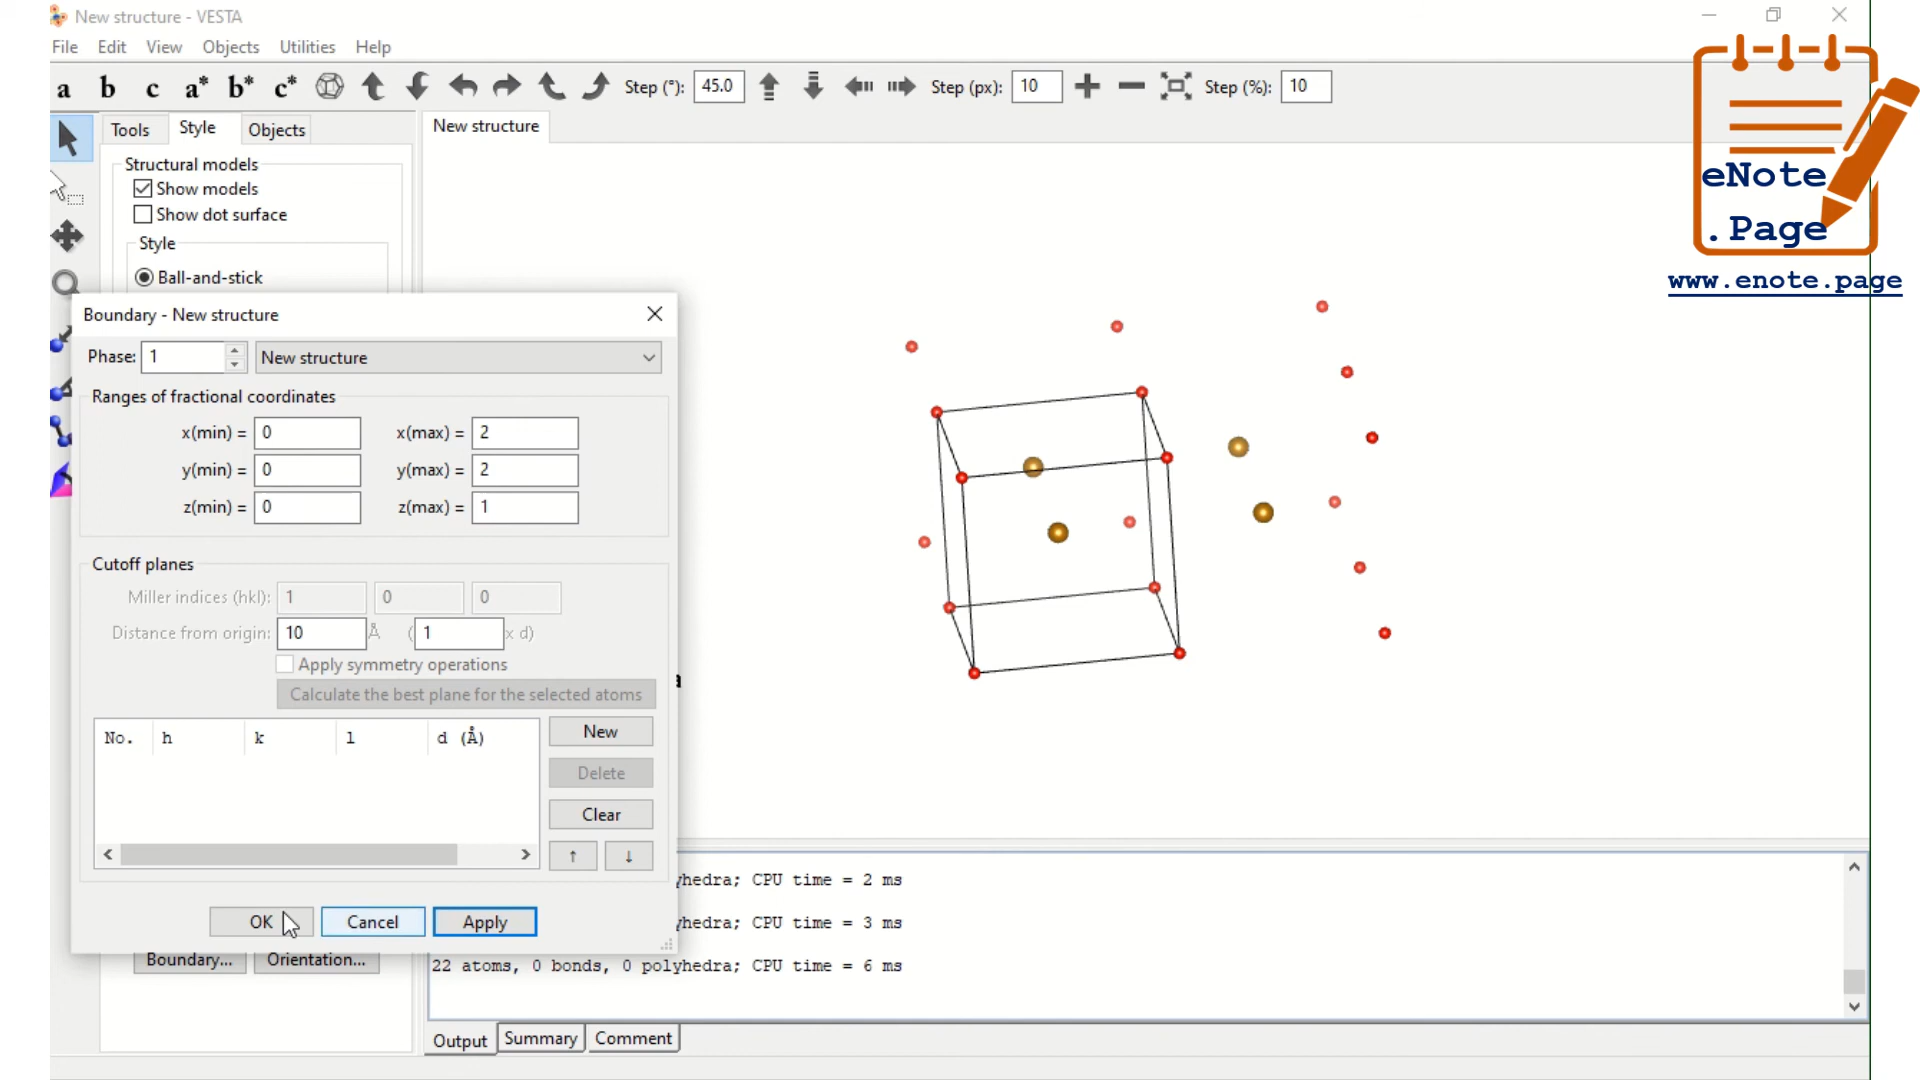 New structure - VESTA
File Edit View Objects Utilities Help
a b c a* b* c* Step (°): 45.0 Step (px): 10 Step (%): 10
Tools Style Objects
New structure
Structural models
Show models
Show dot surface
Style
Ball-and-stick
Boundary - New structure
Phase: 1 New structure
Ranges of fractional coordinates
x(min) = 0 x(max) = 2
y(min) = 0 y(max) = 2
z(min) = 0 z(max) = 1
Cutoff planes
Miller indices (hkl): 1 0 0
Distance from origin: 10 Å ( 1 x d)
Apply symmetry operations
Calculate the best plane for the selected atoms
No. h k l d (Å)
New
Delete
Clear
↑ ↓
OK Cancel Apply
Boundary... Orientation...
a
yhedra; CPU time = 2 ms
yhedra; CPU time = 3 ms
22 atoms, 0 bonds, 0 polyhedra; CPU time = 6 ms
Output Summary Comment
eNote
.Page
www.enote.page